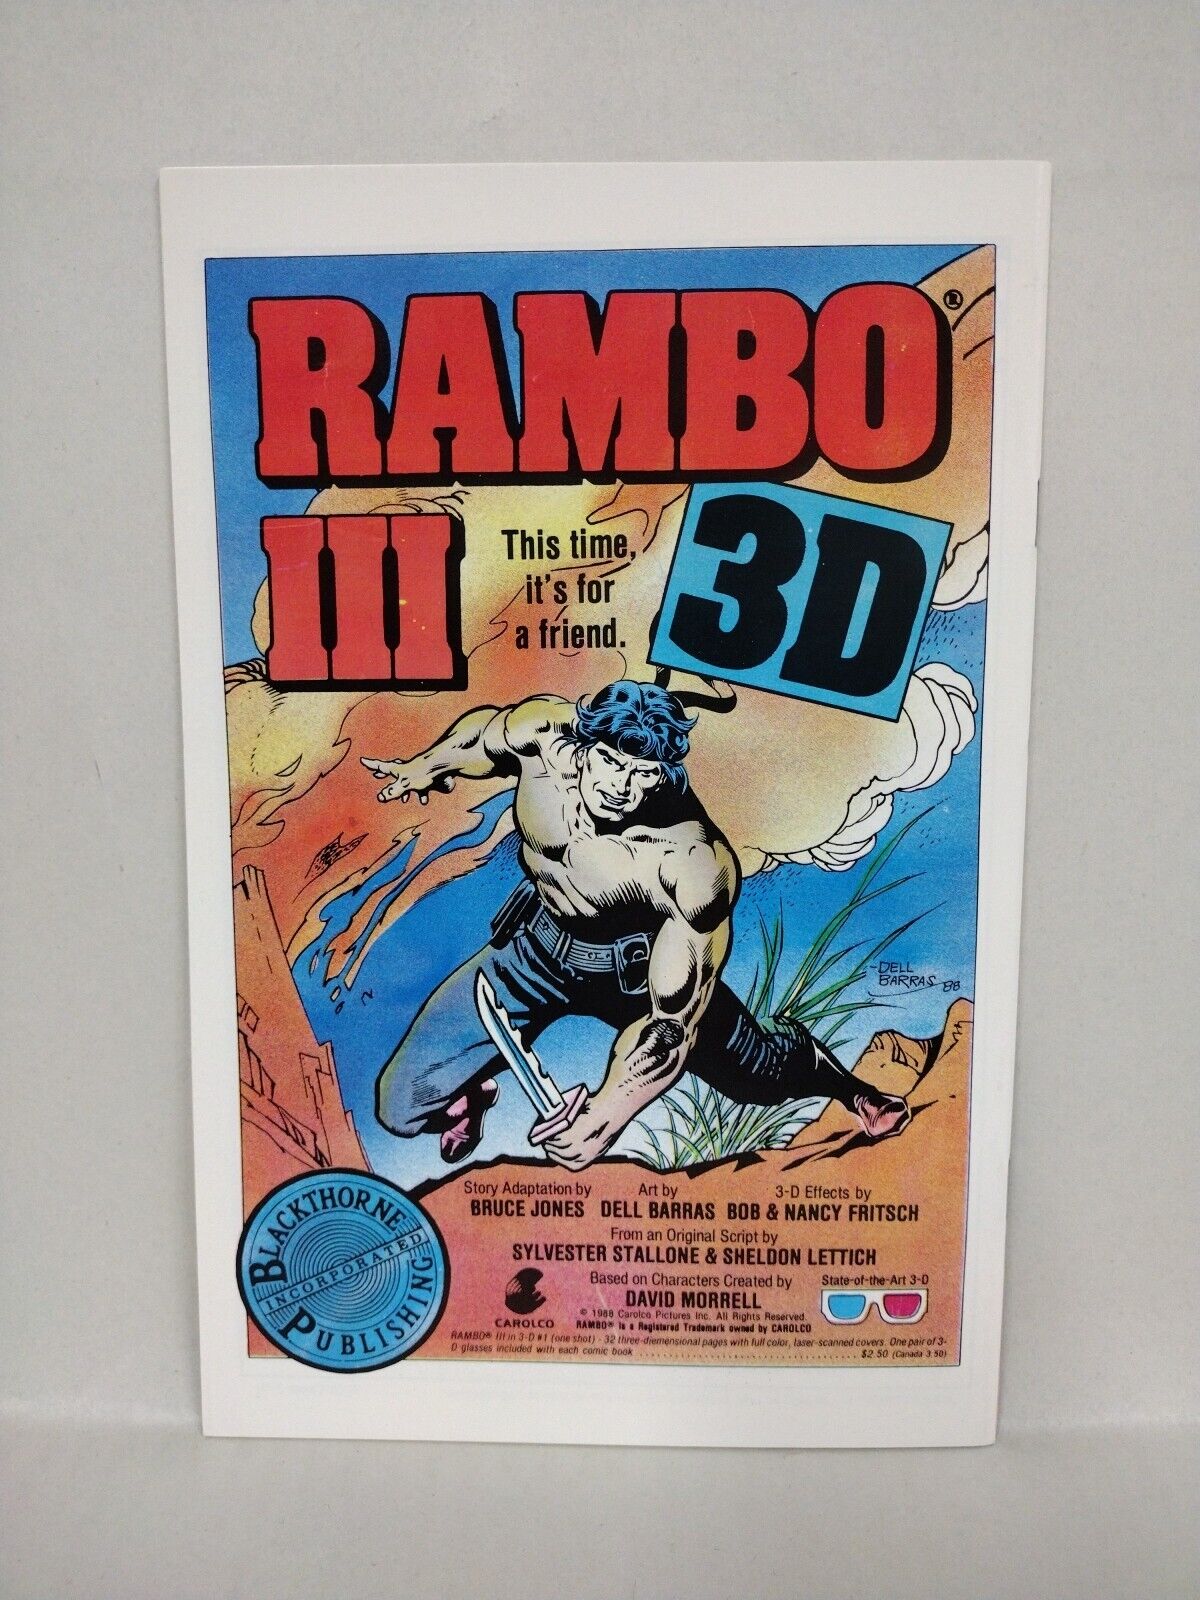 RAMBO®
III
3D
This time,
it's for
a friend.
-DELL
BARRAS 88
Story Adaptation by
BRUCE JONES
Art by
DELL BARRAS
3-D Effects by
BOB & NANCY FRITSCH
From an Original Script by
SYLVESTER STALLONE & SHELDON LETTICH
Based on Characters Created by
DAVID MORRELL
State-of-the-Art 3-D
CAROLCO
© 1988 Carolco Pictures Inc. All Rights Reserved.
RAMBO® is a Registered Trademark owned by CAROLCO
RAMBO® III in 3-D #1 (one shot) - 32 three-diemensional pages with full color, laser-scanned covers. One pair of 3-
D glasses included with each comic book ........ $2.50 (Canada 3.50)
BLACKTHORNE
INCORPORATED
PUBLISHING